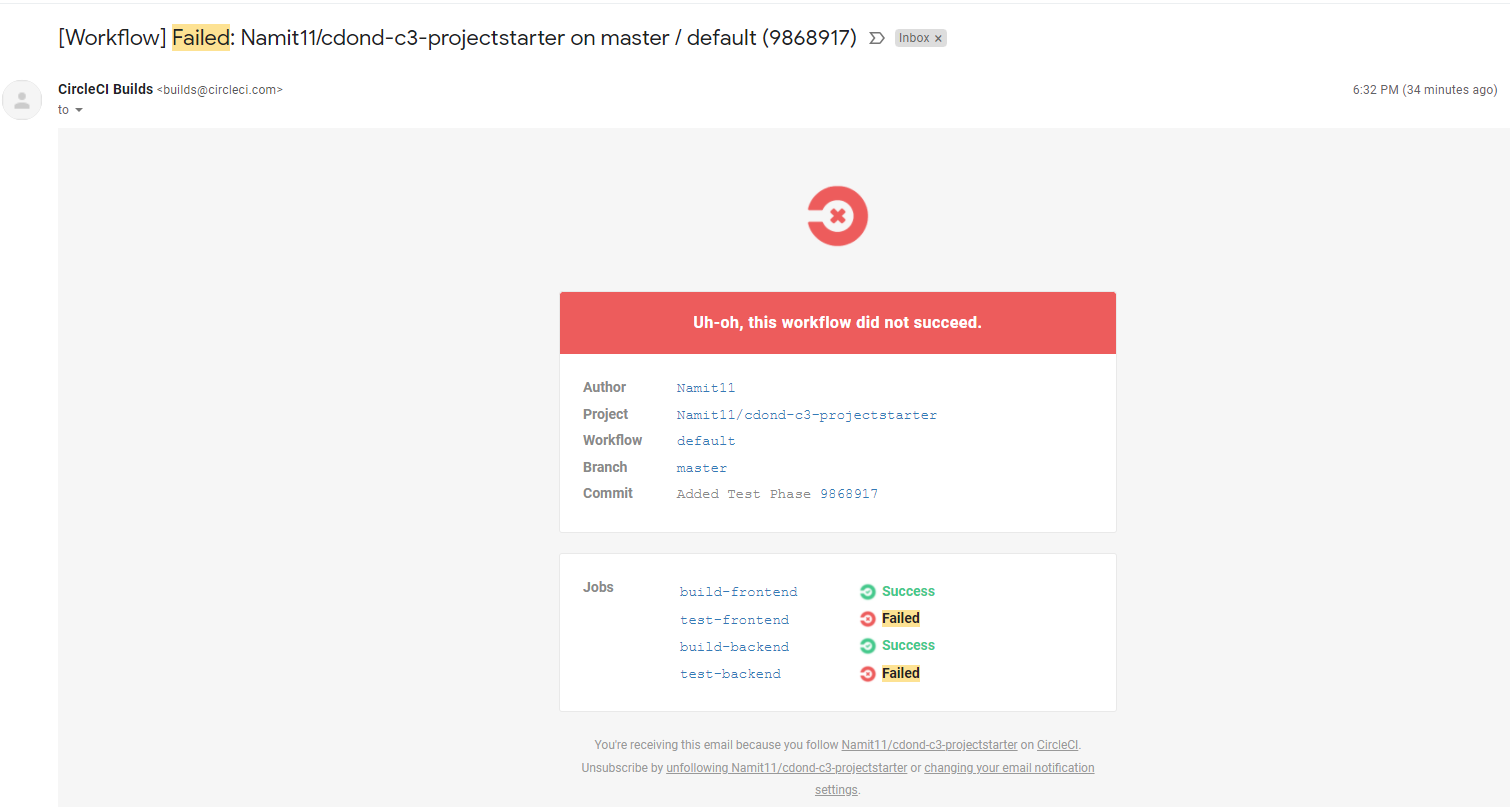 [Workflow] Failed: Namit11/cdond-c3-projectstarter on master / default (9868917) Inbox ×
CircleCI Builds <builds@circleci.com> 6:32 PM (34 minutes ago)
to
Uh-oh, this workflow did not succeed.
Author Namit11
Project Namit11/cdond-c3-projectstarter
Workflow default
Branch master
Commit Added Test Phase 9868917
Jobs build-frontend Success
test-frontend Failed
build-backend Success
test-backend Failed
You're receiving this email because you follow Namit11/cdond-c3-projectstarter on CircleCI.
Unsubscribe by unfollowing Namit11/cdond-c3-projectstarter or changing your email notification
settings.